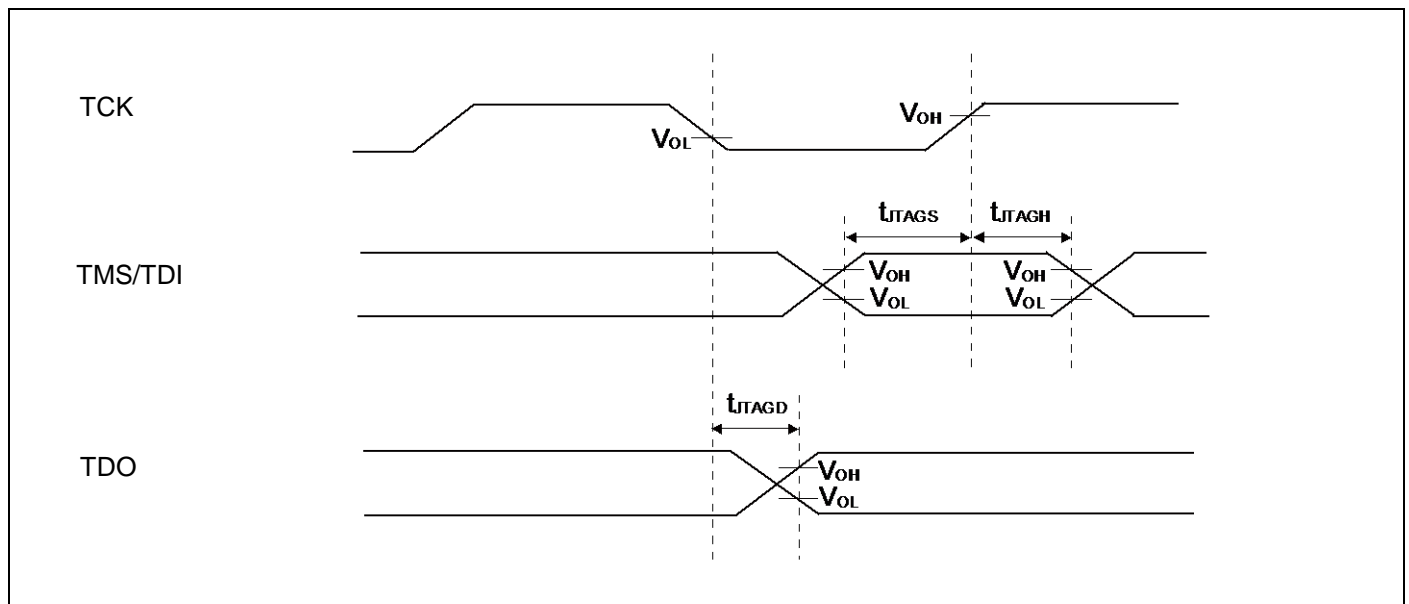 TCK
VOL
VOH
tJTAGS
tJTAGH
TMS/TDI
VOH
VOL
VOH
VOL
tJTAGD
TDO
VOH
VOL